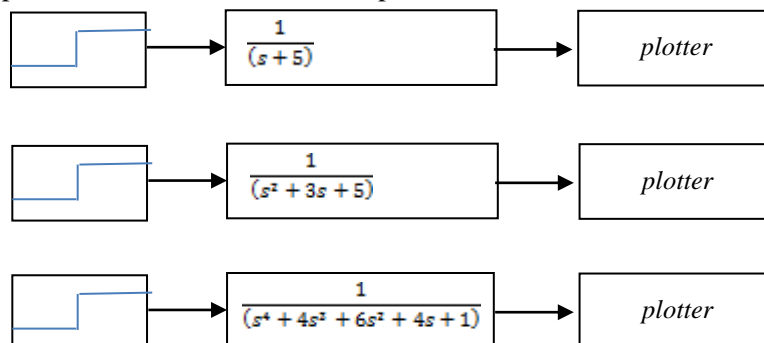 1
(s + 5)
plotter
1
(s² + 3s + 5)
plotter
1
(s⁴ + 4s³ + 6s² + 4s + 1)
plotter